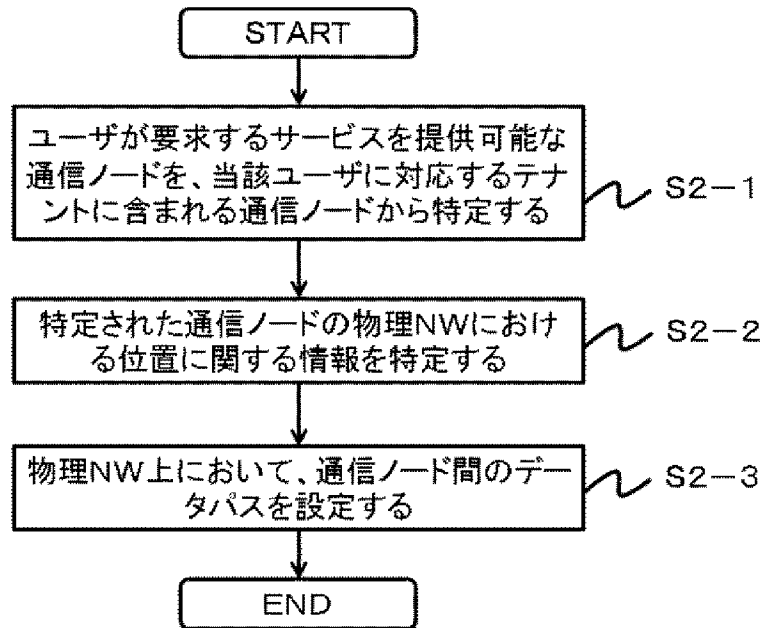 START
ユーザが要求するサービスを提供可能な
通信ノードを、当該ユーザに対応するテナ
ントに含まれる通信ノードから特定する
S2-1
特定された通信ノードの物理NWにおけ
る位置に関する情報を特定する
S2-2
物理NW上において、通信ノード間のデー
タパスを設定する
S2-3
END